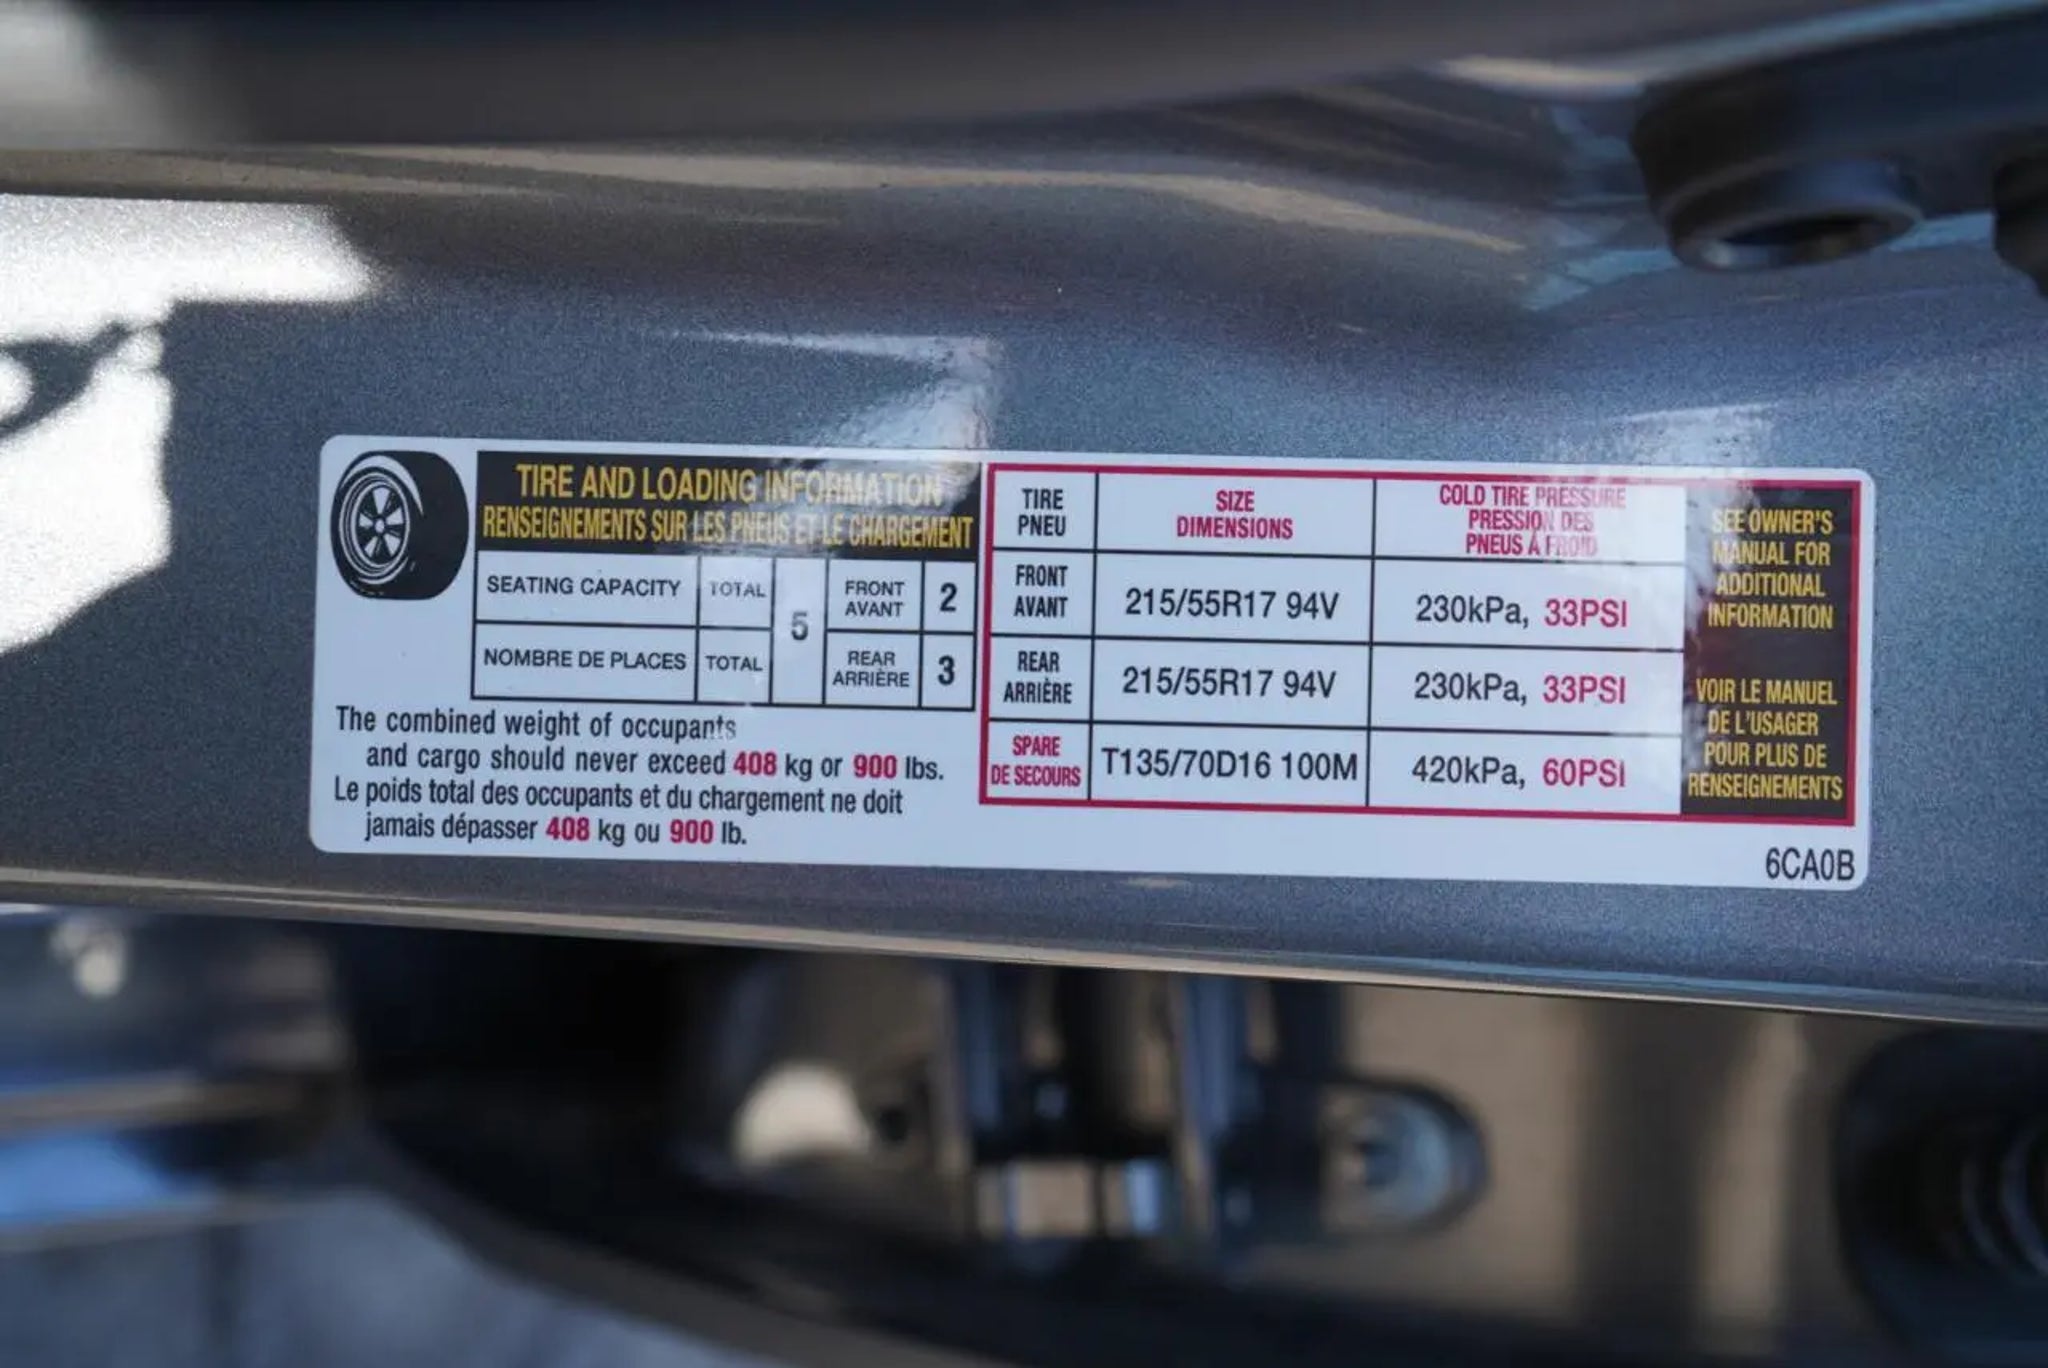 TIRE AND LOADING INFORMATION
RENSEIGNEMENTS SUR LES PNEUS ET LE CHARGEMENT
SEATING CAPACITY TOTAL 5 FRONT AVANT 2
NOMBRE DE PLACES TOTAL REAR ARRIÈRE 3
The combined weight of occupants
and cargo should never exceed 408 kg or 900 lbs.
Le poids total des occupants et du chargement ne doit
jamais dépasser 408 kg ou 900 lb.
TIRE PNEU SIZE DIMENSIONS COLD TIRE PRESSURE PRESSION DES PNEUS À FROID
FRONT AVANT 215/55R17 94V 230kPa, 33PSI
REAR ARRIÈRE 215/55R17 94V 230kPa, 33PSI
SPARE DE SECOURS T135/70D16 100M 420kPa, 60PSI
SEE OWNER'S
MANUAL FOR
ADDITIONAL
INFORMATION
VOIR LE MANUEL
DE L'USAGER
POUR PLUS DE
RENSEIGNEMENTS
6CA0B